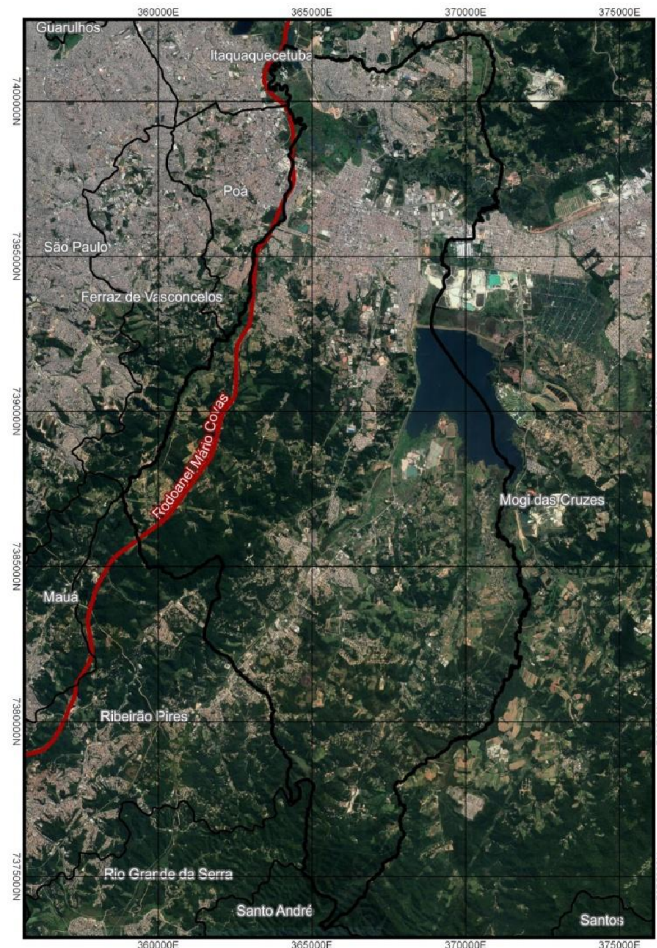 360000E 365000E 370000E 375000E
Guarulhos
Itaquaquecetuba
7400000N
Poá
São Paulo
7395000N
Ferraz de Vasconcelos
7390000N
Rodoanel Mário Covas
Mogi das Cruzes
7385000N
Mauá
Ribeirão Pires
7380000N
Rio Grande da Serra
7375000N
Santo André
Santos
360000E 365000E 370000E 375000E